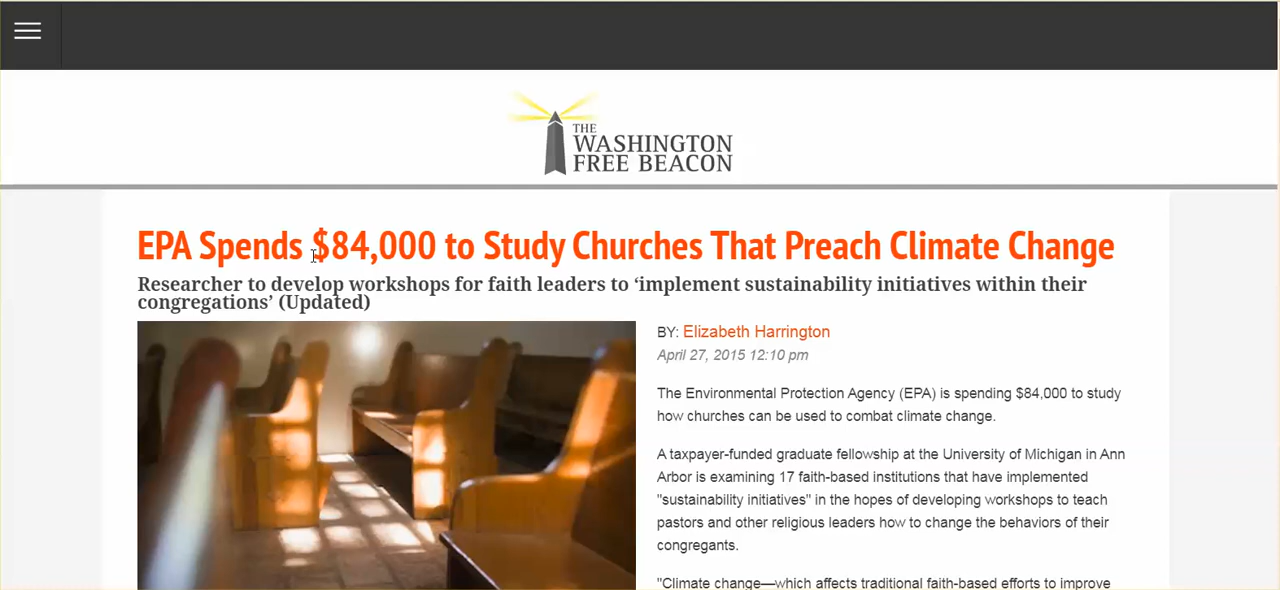 THE
WASHINGTON
FREE BEACON
EPA Spends $84,000 to Study Churches That Preach Climate Change
Researcher to develop workshops for faith leaders to ‘implement sustainability initiatives within their
congregations’ (Updated)
BY: Elizabeth Harrington
April 27, 2015 12:10 pm
The Environmental Protection Agency (EPA) is spending $84,000 to study
how churches can be used to combat climate change.
A taxpayer-funded graduate fellowship at the University of Michigan in Ann
Arbor is examining 17 faith-based institutions that have implemented
"sustainability initiatives" in the hopes of developing workshops to teach
pastors and other religious leaders how to change the behaviors of their
congregants.
"Climate change—which affects traditional faith-based efforts to improve